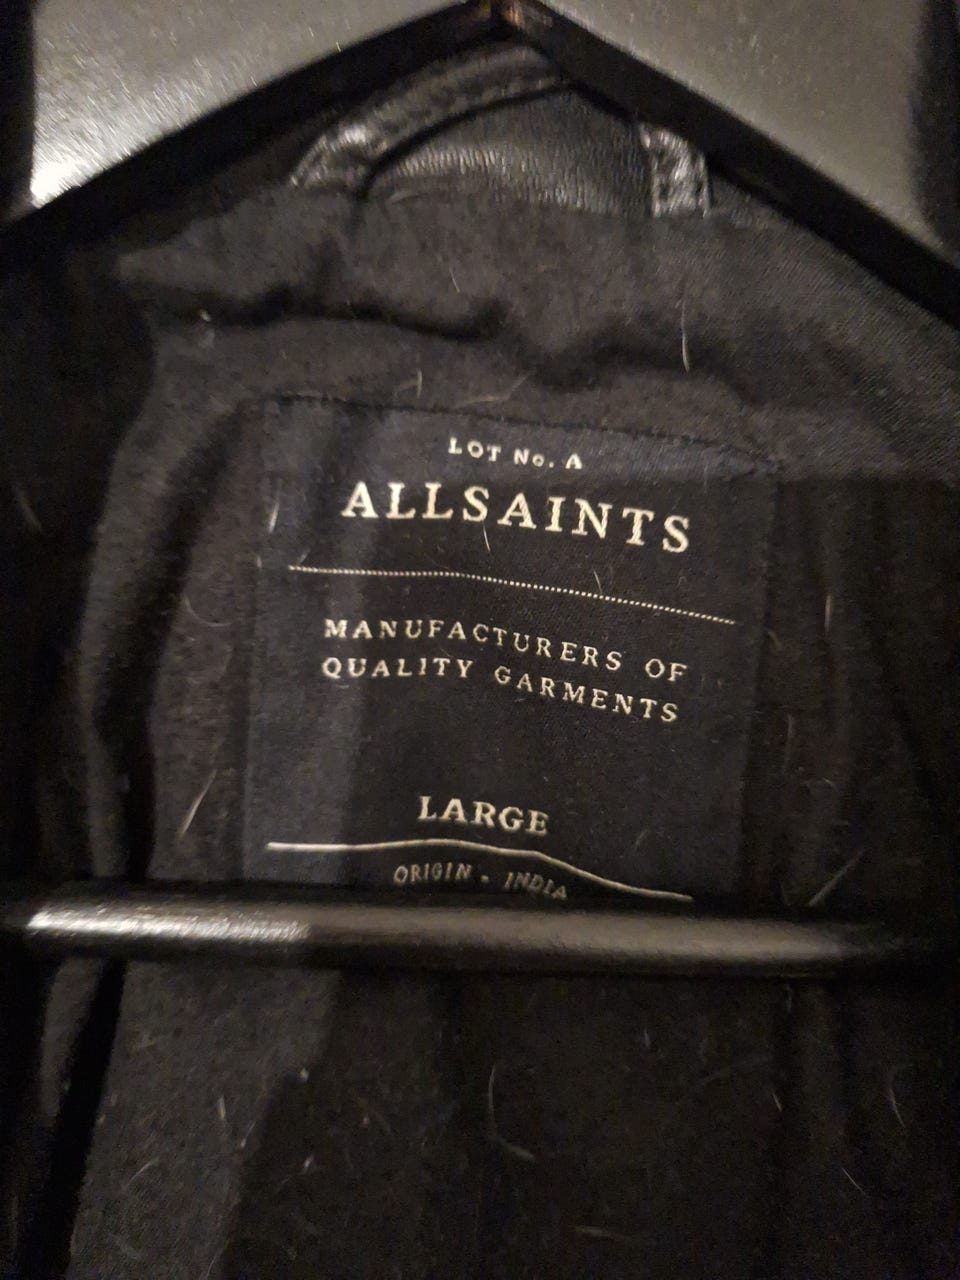 LOT No. A
ALLSAINTS
MANUFACTURERS OF
QUALITY GARMENTS
LARGE
ORIGIN - INDIA